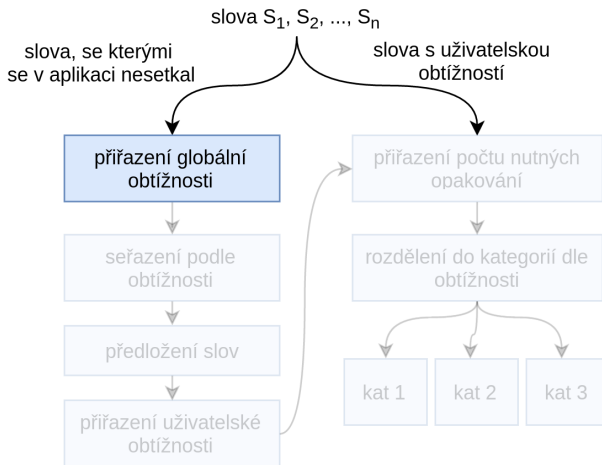 slova S1, S2, ..., Sn
slova, se kterými
se v aplikaci nesetkal
slova s uživatelskou
obtížností
přiřazení globální
obtížnosti
seřazení podle
obtížnosti
předložení slov
přiřazení uživatelské
obtížnosti
přiřazení počtu nutných
opakování
rozdělení do kategorií dle
obtížnosti
kat 1
kat 2
kat 3